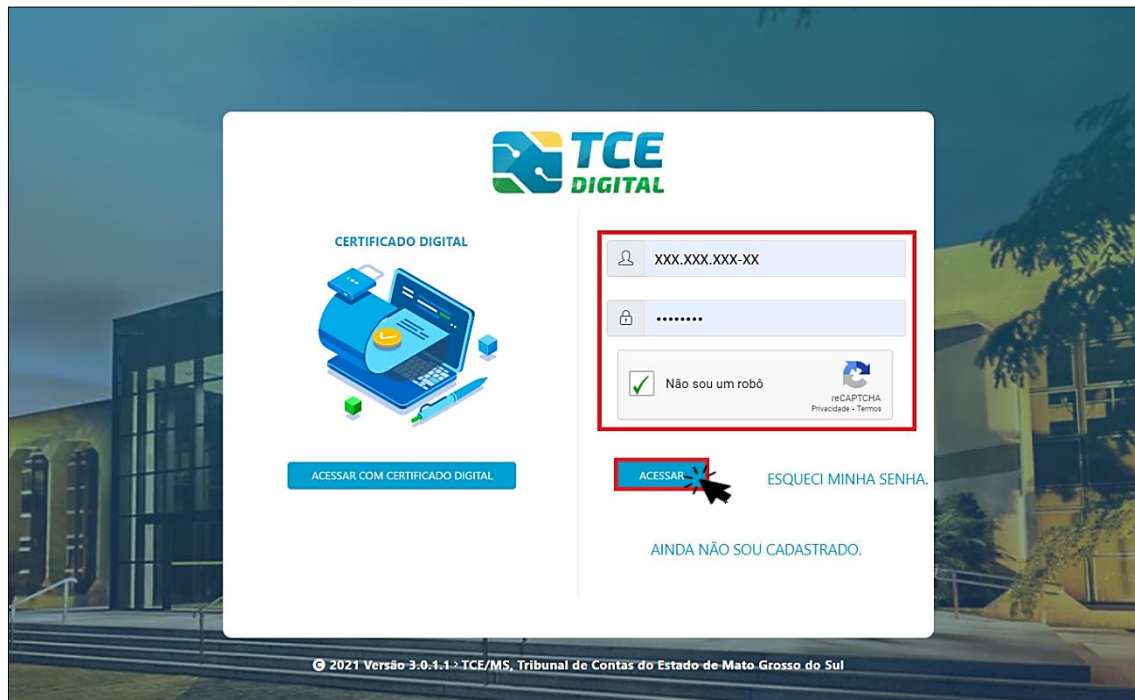 TCE
DIGITAL
CERTIFICADO DIGITAL
ACESSAR COM CERTIFICADO DIGITAL
XXX.XXX.XXX-XX
••••••••
Não sou um robô
reCAPTCHA
Privacidade - Termos
ACESSAR
ESQUECI MINHA SENHA.
AINDA NÃO SOU CADASTRADO.
© 2021 Versão 3.0.1.1 > TCE/MS, Tribunal de Contas do Estado de Mato Grosso do Sul